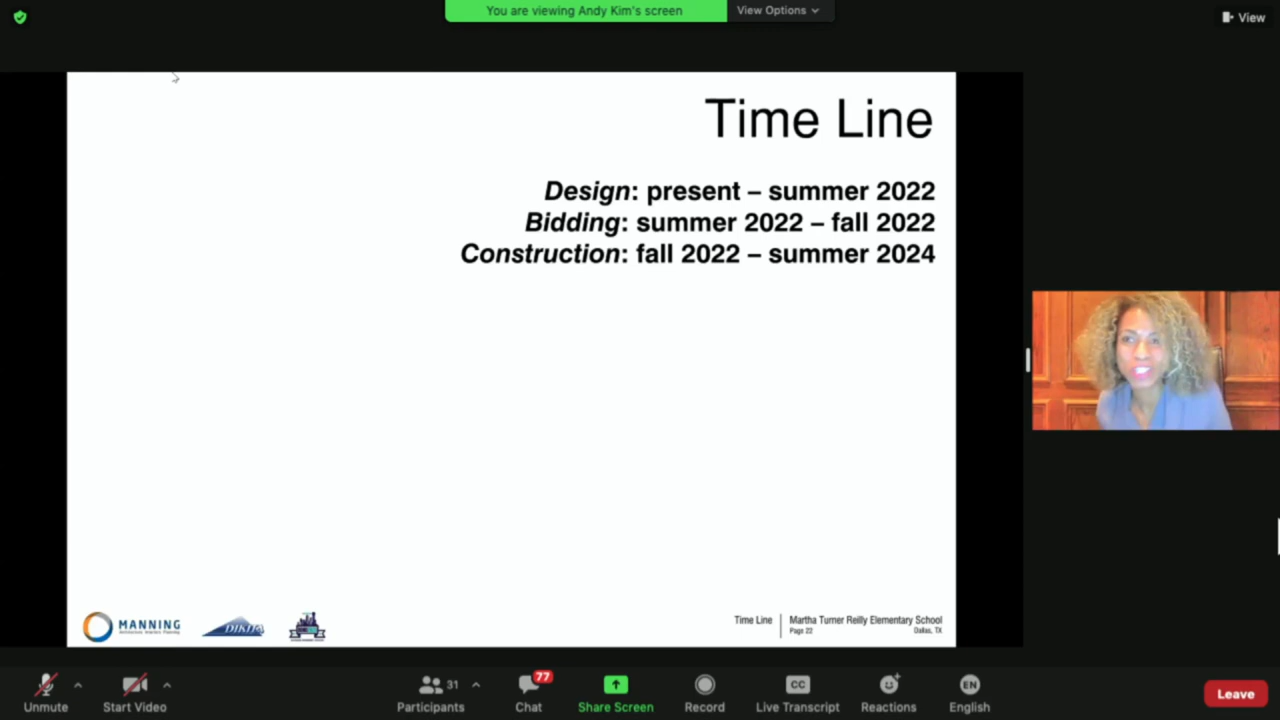 You are viewing Andy Kim's screen
View Options
View
Time Line
Design: present – summer 2022
Bidding: summer 2022 – fall 2022
Construction: fall 2022 – summer 2024
MANNING
DIKITA
Time Line
Martha Turner Reilly Elementary School
Page 22
Dallas, TX
Unmute
Start Video
31
Participants
77
Chat
Share Screen
Record
CC
Live Transcript
Reactions
EN
English
Leave